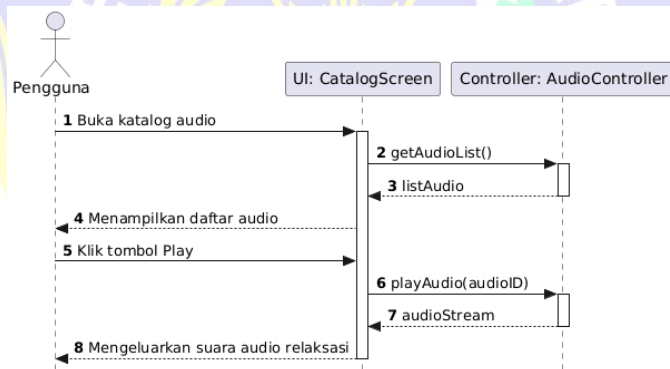 Pengguna
UI: CatalogScreen
Controller: AudioController
1 Buka katalog audio
2 getAudioList()
3 listAudio
4 Menampilkan daftar audio
5 Klik tombol Play
6 playAudio(audioID)
7 audioStream
8 Mengeluarkan suara audio relaksasi